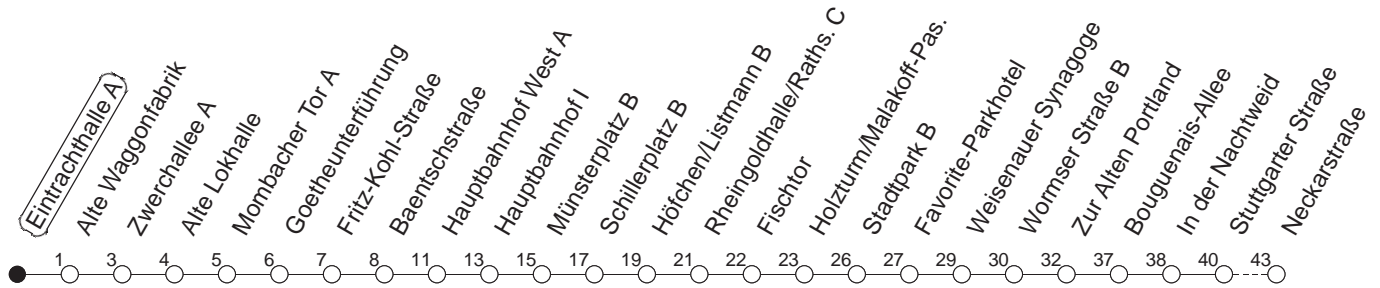 Eintrachthalle A
Alte Waggonfabrik
Zwerchallee A
Alte Lokhalle
Mombacher Tor A
Goetheunterführung
Fritz-Kohl-Straße
Baentschstraße
Hauptbahnhof West A
Hauptbahnhof I
Münsterplatz B
Schillerplatz B
Höfchen/Listmann B
Rheingoldhalle/Raths. C
Fischtor
Holzturm/Malakoff-Pas.
Stadtpark B
Favorite-Parkhotel
Weisenauer Synagoge
Wormser Straße B
Zur Alten Portland
Bouguenais-Allee
In der Nachtweid
Stuttgarter Straße
Neckarstraße
1 3 4 5 6 7 8 11 13 15 17 19 21 22 23 26 27 29 30 32 37 38 40 43